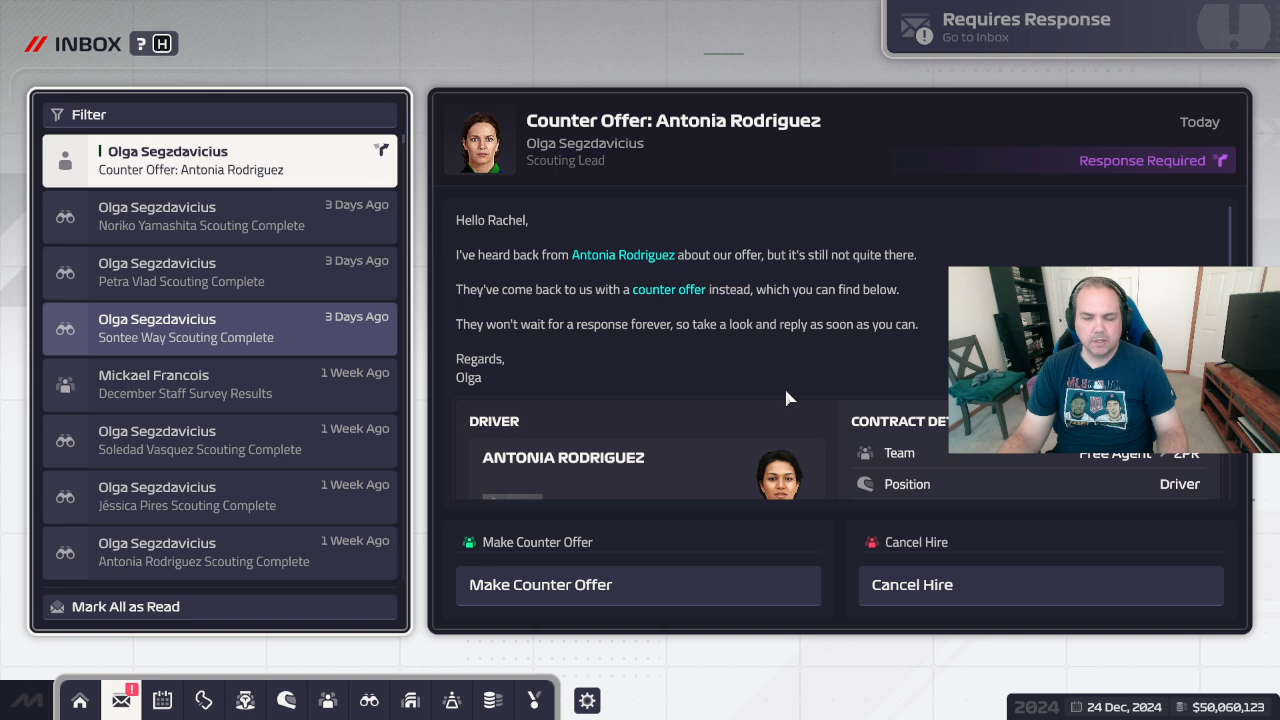 INBOX ? H
Requires Response
Go to Inbox
Filter
Olga Segzdavicius
Counter Offer: Antonia Rodriguez
Olga Segzdavicius 3 Days Ago
Noriko Yamashita Scouting Complete
Olga Segzdavicius 3 Days Ago
Petra Vlad Scouting Complete
Olga Segzdavicius 3 Days Ago
Sontee Way Scouting Complete
Mickael Francois 1 Week Ago
December Staff Survey Results
Olga Segzdavicius 1 Week Ago
Soledad Vasquez Scouting Complete
Olga Segzdavicius 1 Week Ago
Jéssica Pires Scouting Complete
Olga Segzdavicius 1 Week Ago
Antonia Rodriguez Scouting Complete
Mark All as Read
Counter Offer: Antonia Rodriguez
Today
Olga Segzdavicius
Scouting Lead
Response Required
Hello Rachel,
I've heard back from Antonia Rodriguez about our offer, but it's still not quite there.
They've come back to us with a counter offer instead, which you can find below.
They won't wait for a response forever, so take a look and reply as soon as you can.
Regards,
Olga
DRIVER
ANTONIA RODRIGUEZ
CONTRACT DE
Team Free Agent
Position Driver
Make Counter Offer
Make Counter Offer
Cancel Hire
Cancel Hire
2024 24 Dec, 2024 $50,060,123